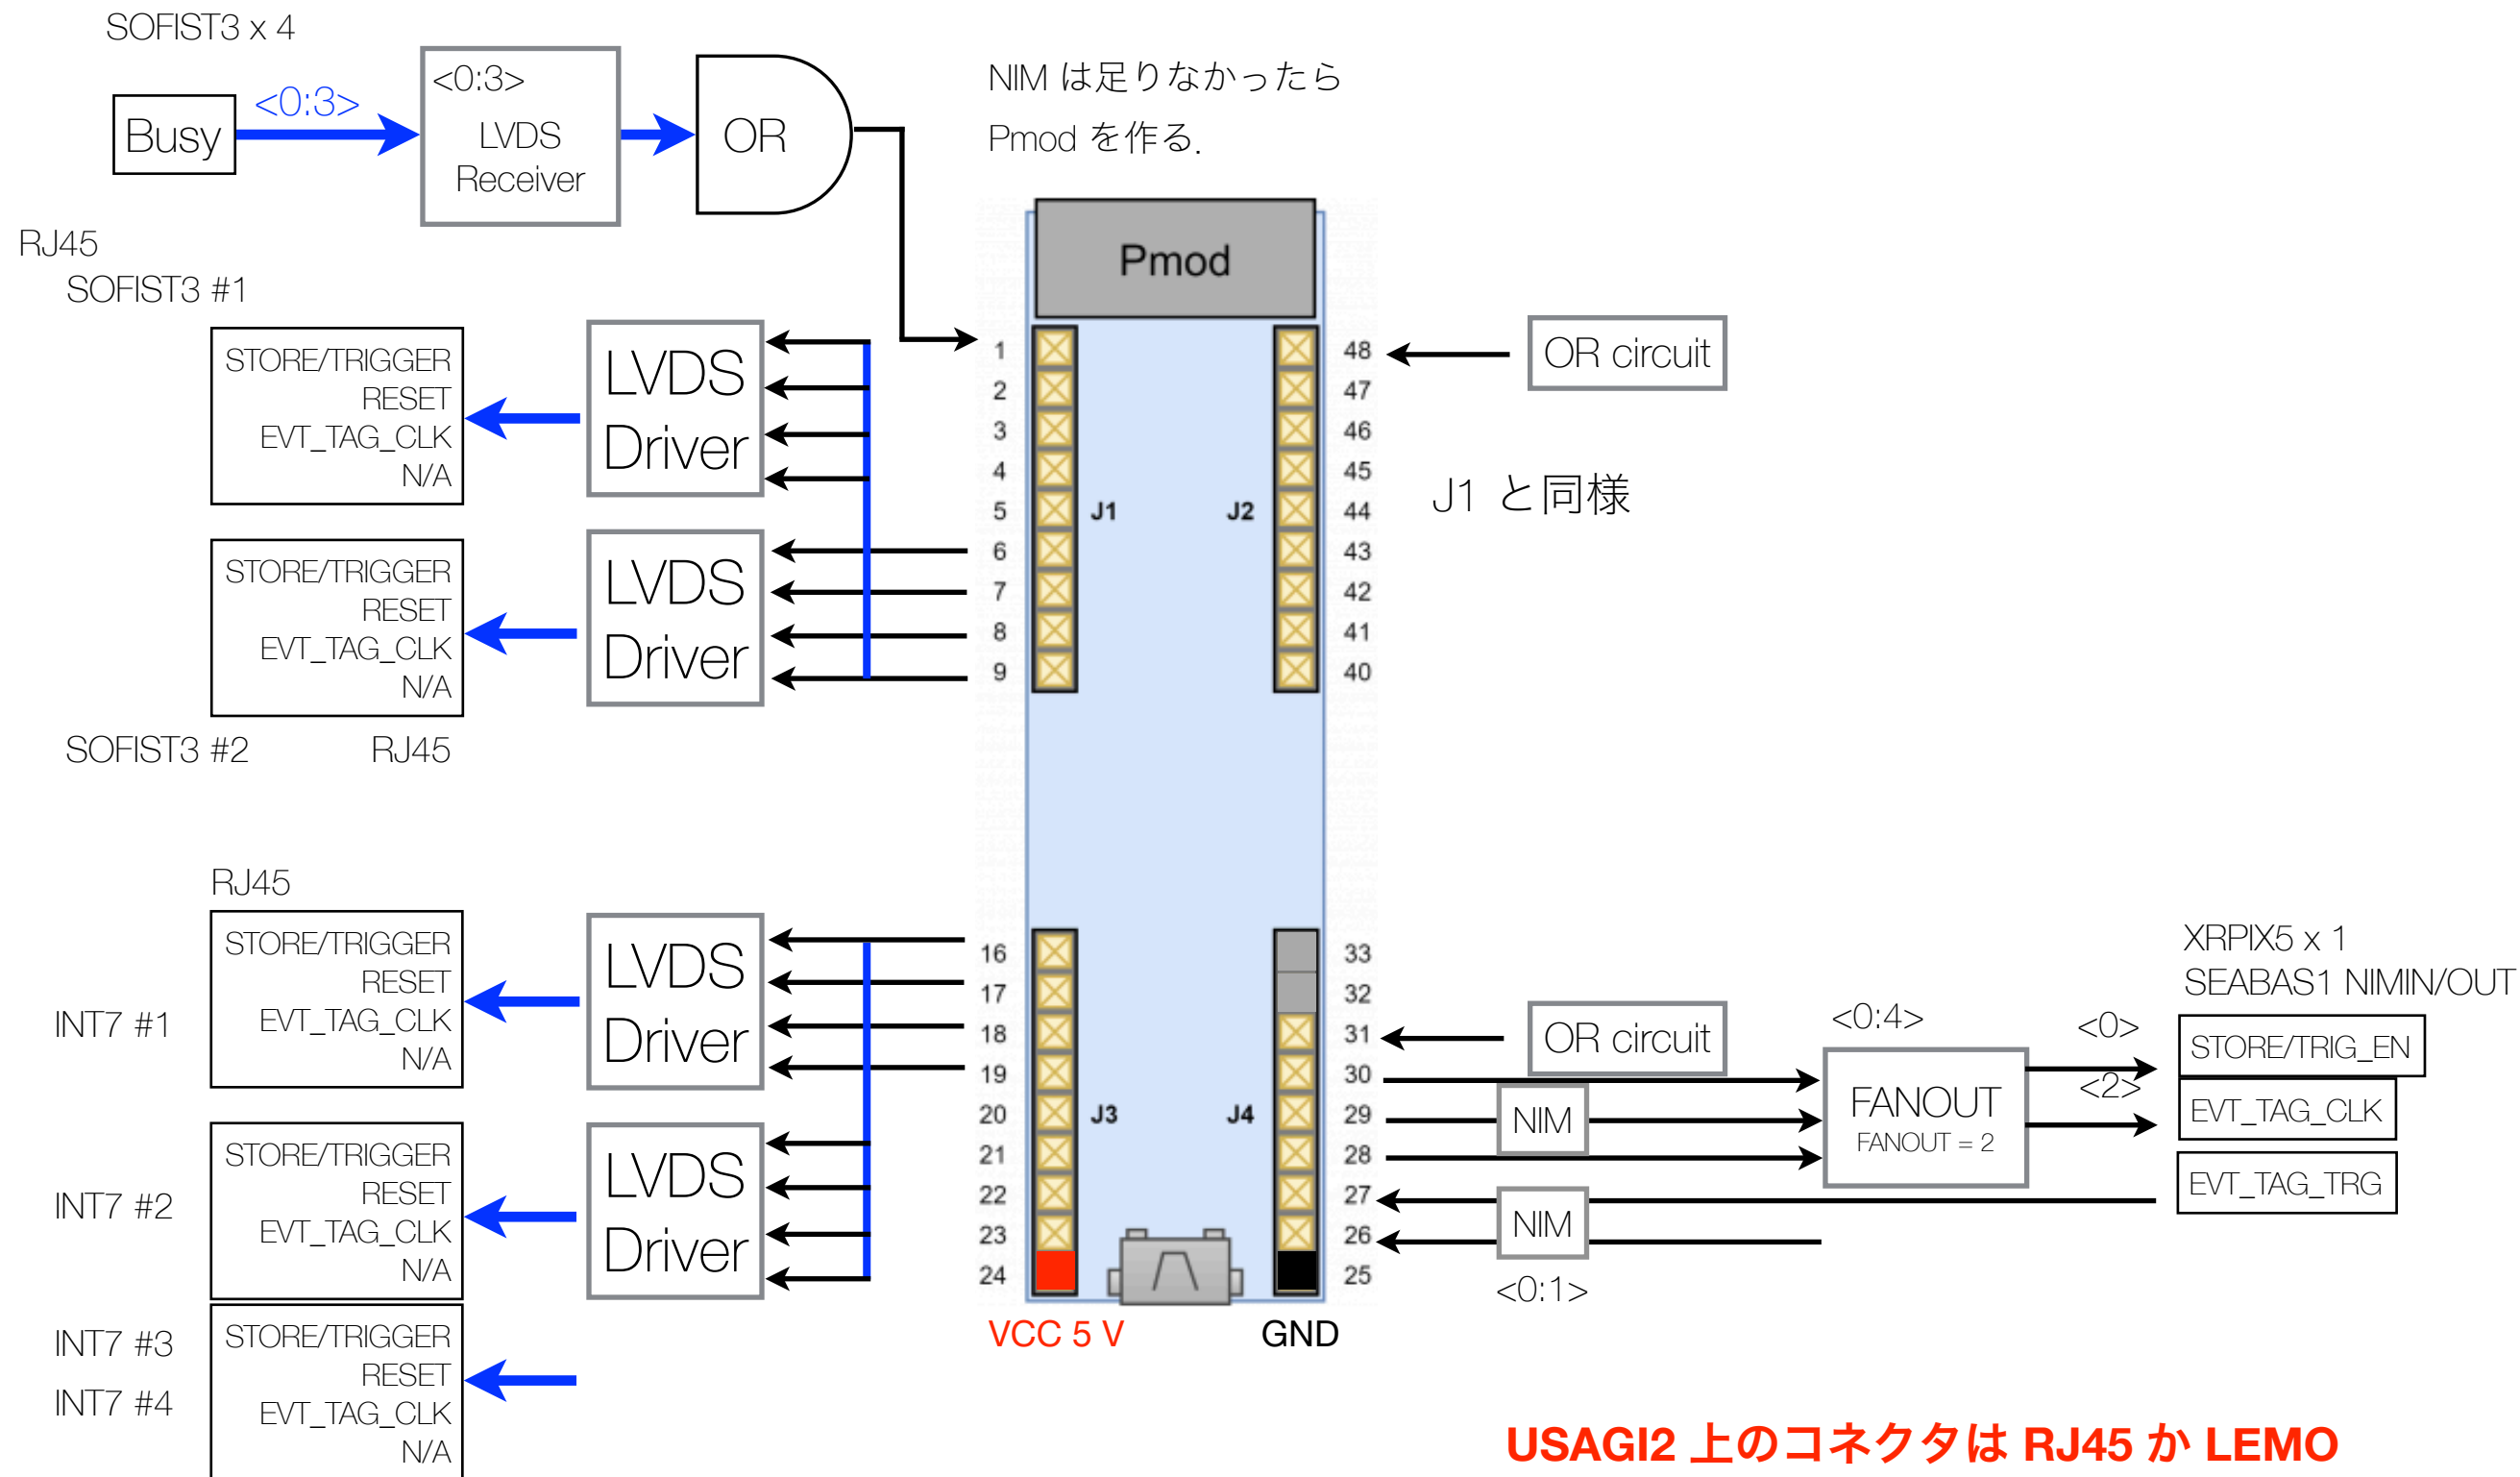 SOFIST3 x 4
Busy
<0:3>
<0:3>
LVDS
Receiver
OR
NIM は足りなかったら
Pmod を作る.
RJ45
SOFIST3 #1
STORE/TRIGGER
RESET
EVT_TAG_CLK
N/A
LVDS
Driver
STORE/TRIGGER
RESET
EVT_TAG_CLK
N/A
LVDS
Driver
SOFIST3 #2
RJ45
Pmod
1
2
3
4
5
6
7
8
9
J1
J2
48
47
46
45
44
43
42
41
40
OR circuit
J1 と同様
RJ45
INT7 #1
STORE/TRIGGER
RESET
EVT_TAG_CLK
N/A
LVDS
Driver
INT7 #2
STORE/TRIGGER
RESET
EVT_TAG_CLK
N/A
LVDS
Driver
INT7 #3
INT7 #4
STORE/TRIGGER
RESET
EVT_TAG_CLK
N/A
16
17
18
19
20
21
22
23
24
J3
J4
33
32
31
30
29
28
27
26
25
VCC 5 V
GND
OR circuit
NIM
NIM
<0:1>
<0:4>
FANOUT
FANOUT = 2
<0>
<2>
XRPIX5 x 1
SEABAS1 NIMIN/OUT
STORE/TRIG_EN
EVT_TAG_CLK
EVT_TAG_TRG
USAGI2 上のコネクタは RJ45 か LEMO